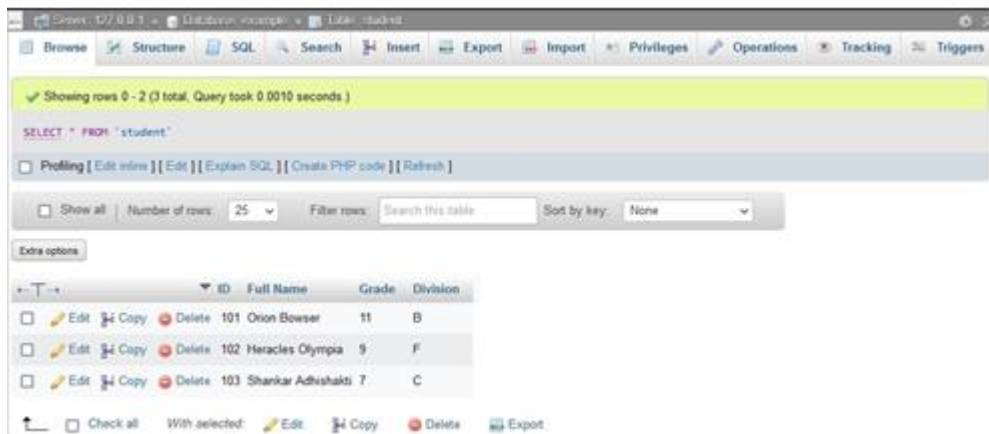 Server: 127.0.0.1 » Database: example » Table: student
Browse Structure SQL Search Insert Export Import Privileges Operations Tracking Triggers
Showing rows 0 - 2 (3 total, Query took 0.0010 seconds.)
SELECT * FROM `student`
Profiling [ Edit inline ] [ Edit ] [ Explain SQL ] [ Create PHP code ] [ Refresh ]
Show all | Number of rows: 25 Filter rows: Search this table Sort by key: None
Extra options
←T→ ID Full Name Grade Division
Edit Copy Delete 101 Orion Bowser 11 B
Edit Copy Delete 102 Heracles Olympia 9 F
Edit Copy Delete 103 Shankar Adhishakti 7 C
Check all With selected: Edit Copy Delete Export